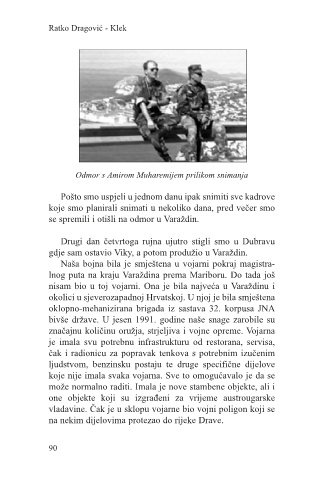 Ratko Dragović - Klek
Odmor s Amirom Muharemijem prilikom snimanja
Pošto smo uspjeli u jednom danu ipak snimiti sve kadrove
koje smo planirali snimati u nekoliko dana, pred večer smo
se spremili i otišli na odmor u Varaždin.
Drugi dan četvrtoga rujna ujutro stigli smo u Dubravu
gdje sam ostavio Viky, a potom produžio u Varaždin.
Naša bojna bila je smještena u vojarni pokraj magistral-
nog puta na kraju Varaždina prema Mariboru. Do tada još
nisam bio u toj vojarni. Ona je bila najveća u Varaždinu i
okolici u sjeverozapadnoj Hrvatskoj. U njoj je bila smještena
oklopno-mehanizirana brigada iz sastava 32. korpusa JNA
bivše države. U jesen 1991. godine naše snage zarobile su
značajnu količinu oružja, strjeljiva i vojne opreme. Vojarna
je imala svu potrebnu infrastrukturu od restorana, servisa,
čak i radionicu za popravak tenkova s potrebnim izučenim
ljudstvom, benzinsku postaju te druge specifične dijelove
koje nije imala svaka vojarna. Sve to omogućavalo je da se
može normalno raditi. Imala je nove stambene objekte, ali i
one objekte koji su izgrađeni za vrijeme austrougarske
vladavine. Čak je u sklopu vojarne bio vojni poligon koji se
na nekim dijelovima protezao do rijeke Drave.
90